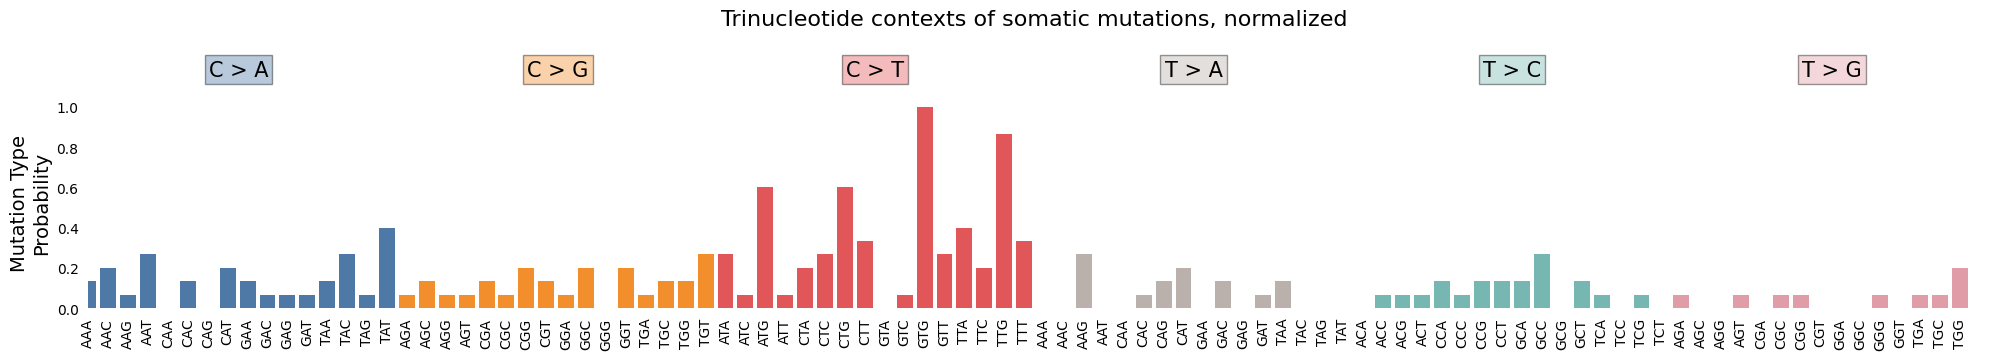 Trinucleotide contexts of somatic mutations, normalized
C > A C > G C > T T > A T > C T > G
Mutation Type
Probability
1.0
0.8
0.6
0.4
0.2
0.0
AAA AAC AAG AAT CAA CAC CAG CAT GAA GAC GAG GAT TAA TAC TAG TAT AGA AGC AGG AGT CGA CGC CGG CGT GGA GGC GGG GGT TGA TGC TGG TGT ATA ATC ATG ATT CTA CTC CTG CTT GTA GTC GTG GTT TTA TTC TTG TTT AAA AAC AAG AAT CAA CAC CAG CAT GAA GAC GAG GAT TAA TAC TAG TAT ACA ACC ACG ACT CCA CCC CCG CCT GCA GCC GCG GCT TCA TCC TCG TCT AGA AGC AGG AGT CGA CGC CGG CGT GGA GGC GGG GGT TGA TGC TGG